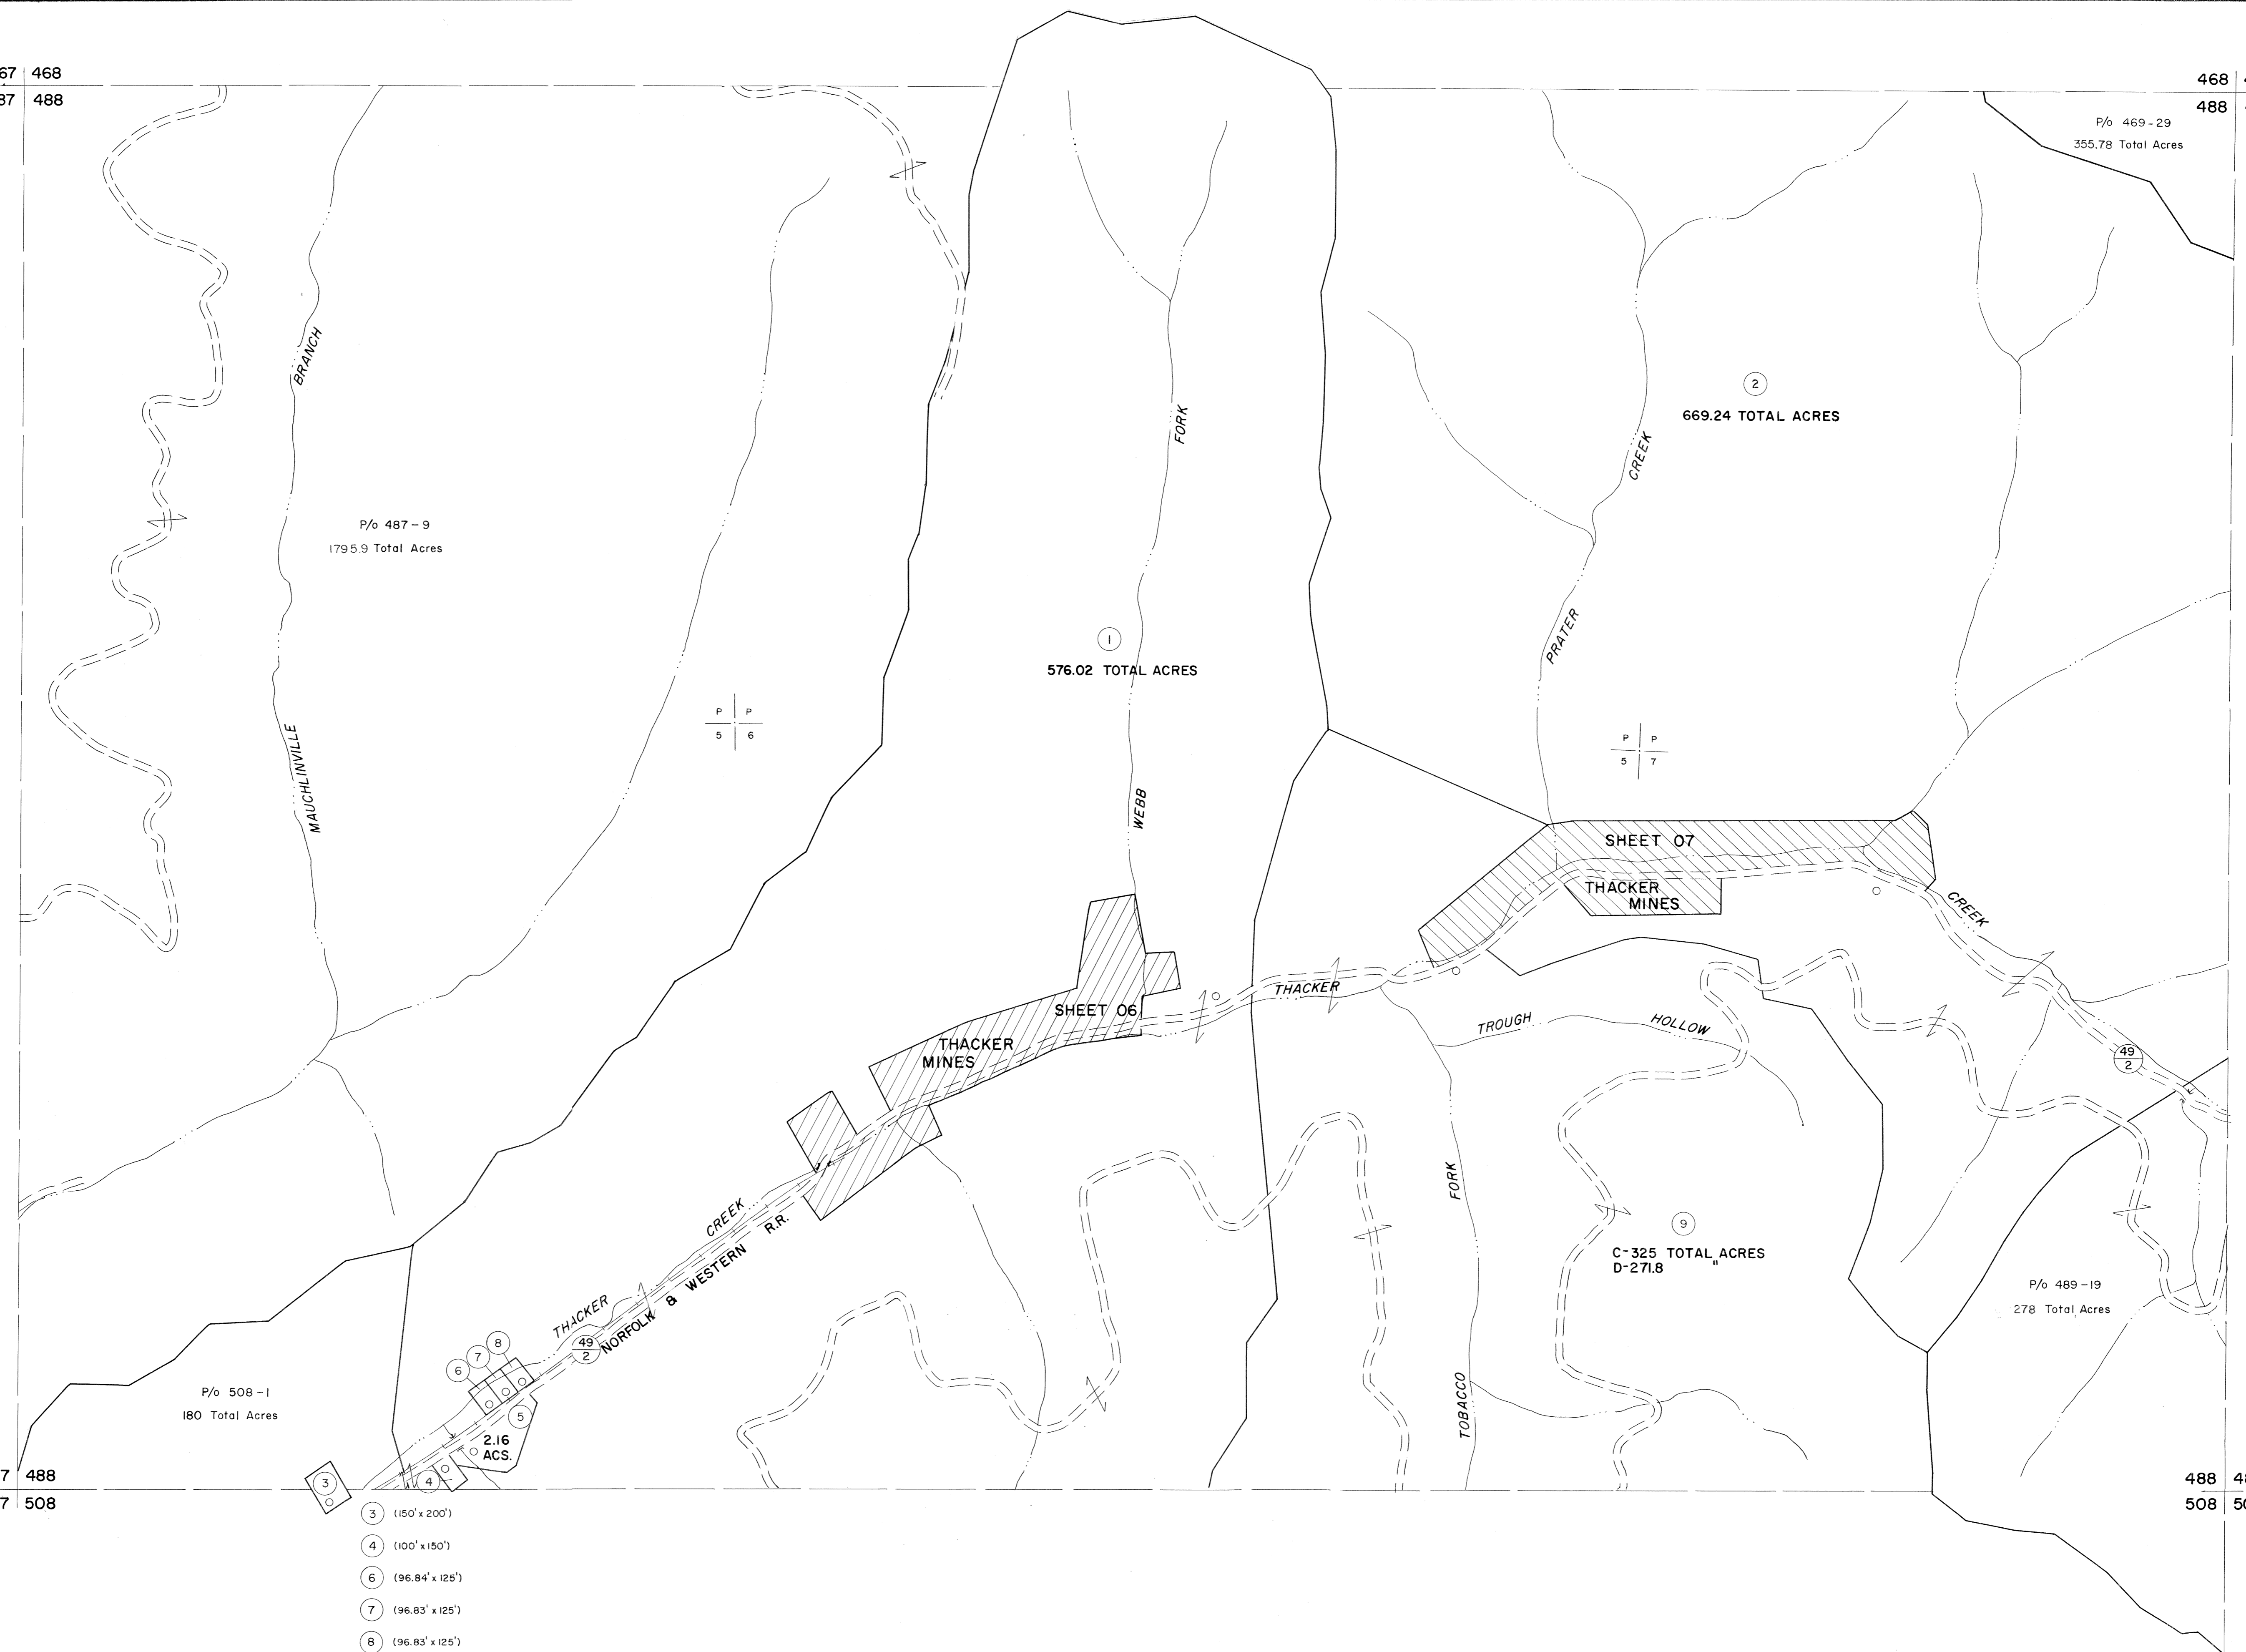 67 468
87 488
468
488
P/o 469-29
355.78 Total Acres
BRANCH
FORK
2
669.24 TOTAL ACRES
CREEK
P/o 487-9
1795.9 Total Acres
1
576.02 TOTAL ACRES
PRATER
P P
5 6
P P
5 7
MAUCHLINVILLE
WEBB
SHEET 07
THACKER
MINES
CREEK
THACKER
SHEET 06
THACKER
MINES
TROUGH HOLLOW
49
2
FORK
CREEK
NORFOLK & WESTERN R.R.
THACKER
9
C-325 TOTAL ACRES
D-271.8 "
P/o 489-19
278 Total Acres
49
2
8
7
6
5
2.16
ACS.
P/o 508-1
180 Total Acres
TOBACCO
4
3
7 488
7 508
488
508
3 (150' x 200')
4 (100' x 150')
6 (96.84' x 125')
7 (96.83' x 125')
8 (96.83' x 125')